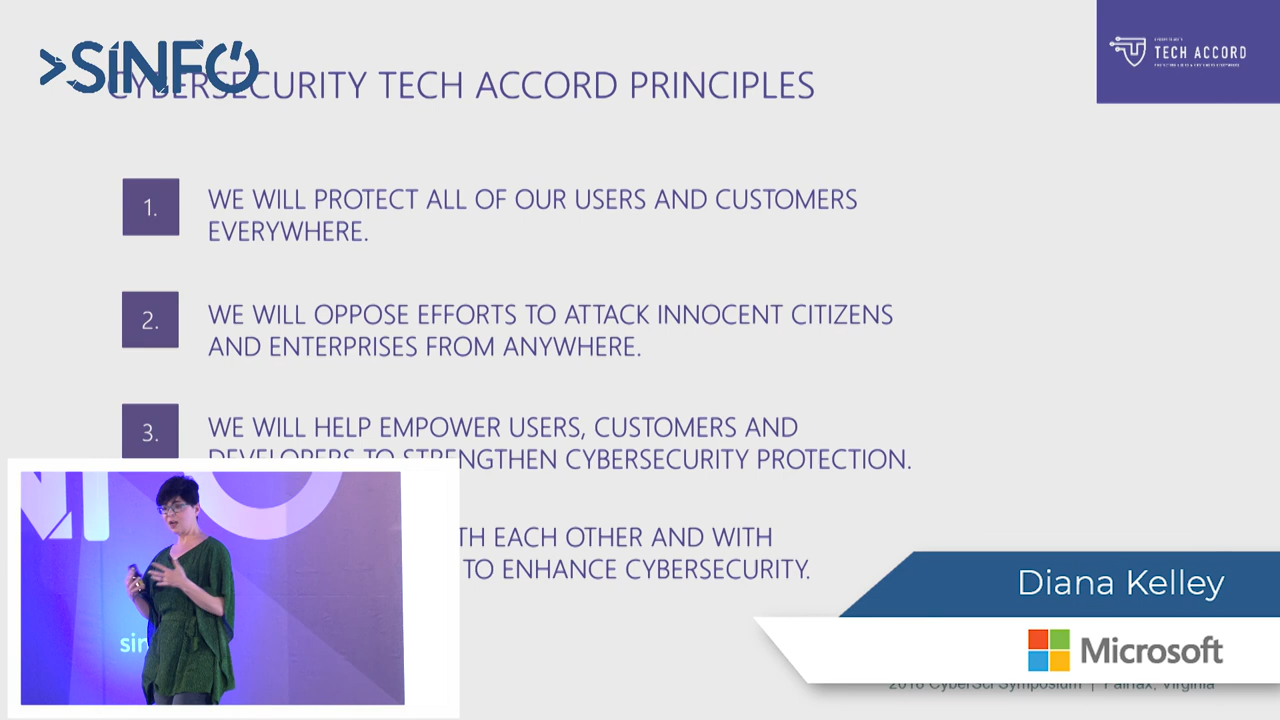 >SINFO
CYBERSECURITY TECH ACCORD PRINCIPLES
TECH ACCORD
1.
WE WILL PROTECT ALL OF OUR USERS AND CUSTOMERS
EVERYWHERE.
2.
WE WILL OPPOSE EFFORTS TO ATTACK INNOCENT CITIZENS
AND ENTERPRISES FROM ANYWHERE.
3.
WE WILL HELP EMPOWER USERS, CUSTOMERS AND
DEVELOPERS TO STRENGTHEN CYBERSECURITY PROTECTION.
TH EACH OTHER AND WITH
TO ENHANCE CYBERSECURITY.
sin
Diana Kelley
Microsoft
CyberSci Symposium | Fairfax, Virginia